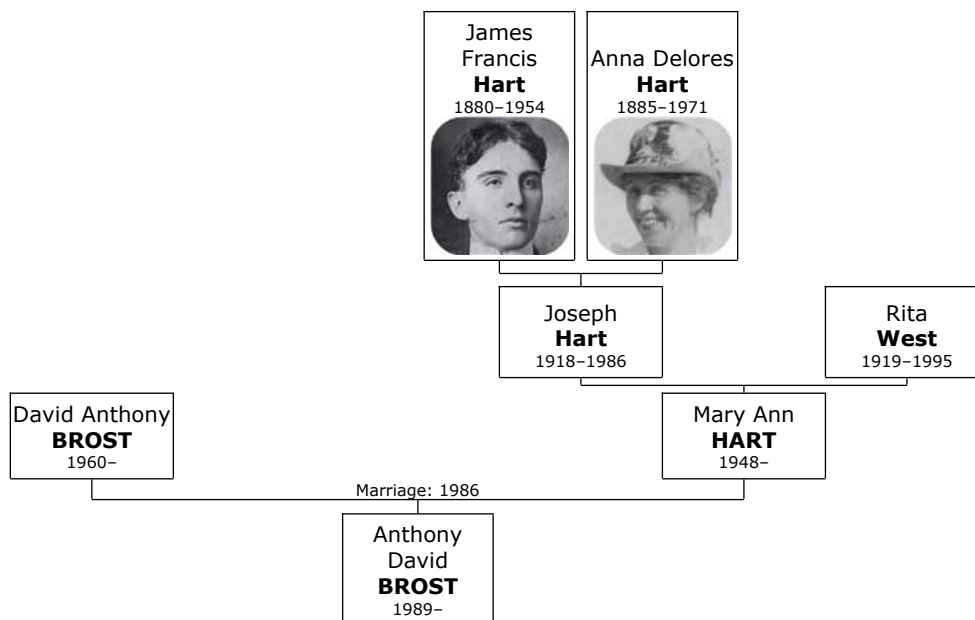 James
Francis
Hart
1880–1954
Anna Delores
Hart
1885–1971
Joseph
Hart
1918–1986
Rita
West
1919–1995
David Anthony
BROST
1960–
Mary Ann
HART
1948–
Marriage: 1986
Anthony
David
BROST
1989–